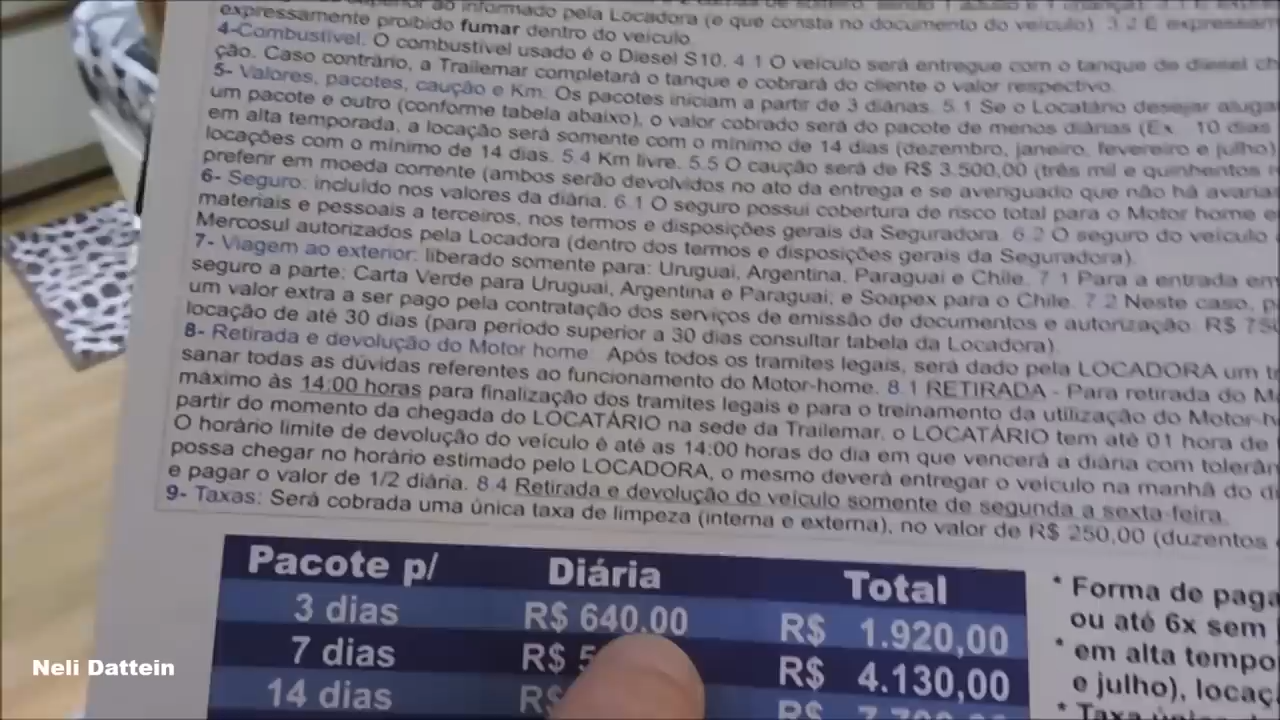 ao informado pela Locadora (e que consta no documento do veículo). 3.2 É
expressamente proibido fumar dentro do veículo.
4-Combustível. O combustível usado é o Diesel S10. 4.1 O veículo será entregue com o tanque de diesel
ção. Caso contrário, a Trailemar completará o tanque e cobrará do cliente o valor respectivo.
5- Valores, pacotes, caução e Km. Os pacotes iniciam a partir de 3 diárias. 5.1 Se o Locatário desejar
um pacote e outro (conforme tabela abaixo), o valor cobrado será do pacote de menos diárias (Ex. 10 dias
em alta temporada, a locação será somente com o mínimo de 14 dias (dezembro, janeiro, fevereiro e julho)
locações com o mínimo de 14 dias. 5.4 Km livre. 5.5 O caução será de R$ 3.500,00 (três mil e quinhentos
preferir em moeda corrente (ambos serão devolvidos no ato da entrega e se averiguado que não há
6- Seguro: incluído nos valores da diária. 6.1 O seguro possui cobertura de risco total para o Motor home e
materiais e pessoais a terceiros, nos termos e disposições gerais da Seguradora. 6.2 O seguro do veículo
Mercosul autorizados pela Locadora (dentro dos termos e disposições gerais da Seguradora).
7- Viagem ao exterior: liberado somente para: Uruguai, Argentina, Paraguai e Chile. 7.1 Para a entrada em
seguro a parte: Carta Verde para Uruguai, Argentina e Paraguai; e Soapex para o Chile. 7.2 Neste caso,
um valor extra a ser pago pela contratação dos serviços de emissão de documentos e autorização: R$
locação de até 30 dias (para período superior a 30 dias consultar tabela da Locadora).
8- Retirada e devolução do Motor home: Após todos os tramites legais, será dado pela LOCADORA um
sanar todas as dúvidas referentes ao funcionamento do Motor-home. 8.1 RETIRADA - Para retirada do
máximo às 14:00 horas para finalização dos tramites legais e para o treinamento da utilização do
partir do momento da chegada do LOCATÁRIO na sede da Trailemar, o LOCATÁRIO tem até 01 hora de
O horário limite de devolução do veículo é até as 14:00 horas do dia em que vencerá a diária com
possa chegar no horário estimado pelo LOCADORA, o mesmo deverá entregar o veículo na manhã do
e pagar o valor de 1/2 diária. 8.4 Retirada e devolução do veículo somente de segunda a sexta-feira.
9- Taxas: Será cobrada uma única taxa de limpeza (interna e externa), no valor de R$ 250,00 (duzentos
Pacote p/ Diária Total
3 dias R$ 640,00 R$ 1.920,00
7 dias R$ 5 R$ 4.130,00
14 dias R$ R$
* Forma de
ou até 6x sem
* em alta
e julho),
* Taxa
Neli Dattein